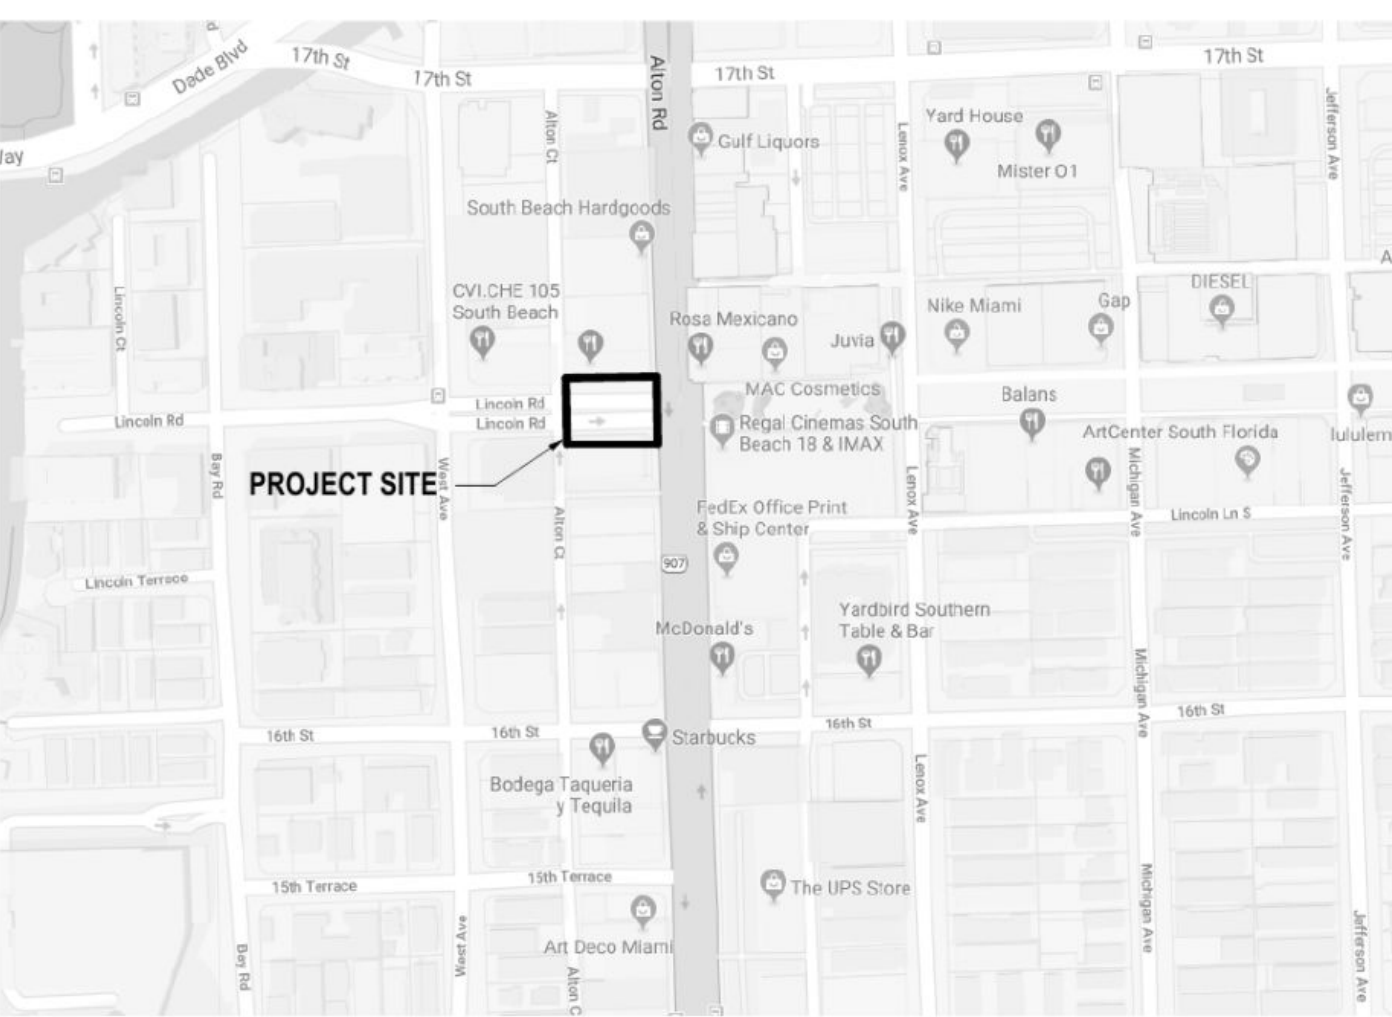 17th St
17th St
17th St
17th St
Dade Blvd
Alton Rd
Alton Ct
Lenox Ave
Jefferson Ave
Yard House
Gulf Liquors
Mister O1
South Beach Hardgoods
Lincoln Ct
CVI.CHE 105
South Beach
DIESEL
Nike Miami
Gap
Rosa Mexicano
Juvia
MAC Cosmetics
Balans
Lincoln Rd
Lincoln Rd
Lincoln Rd
Regal Cinemas South
Beach 18 & IMAX
ArtCenter South Florida
lululem
PROJECT SITE
Bay Rd
West Ave
Alton Ct
Lenox Ave
Michigan Ave
Jefferson Ave
FedEx Office Print
& Ship Center
Lincoln Ln S
907
Lincoln Terrace
Yardbird Southern
Table & Bar
McDonald's
Michigan Ave
16th St
16th St
16th St
16th St
Starbucks
Bodega Taqueria
y Tequila
Lenox Ave
15th Terrace
15th Terrace
The UPS Store
Michigan Ave
Art Deco Miami
Bay Rd
West Ave
Alton C
Jefferson Ave